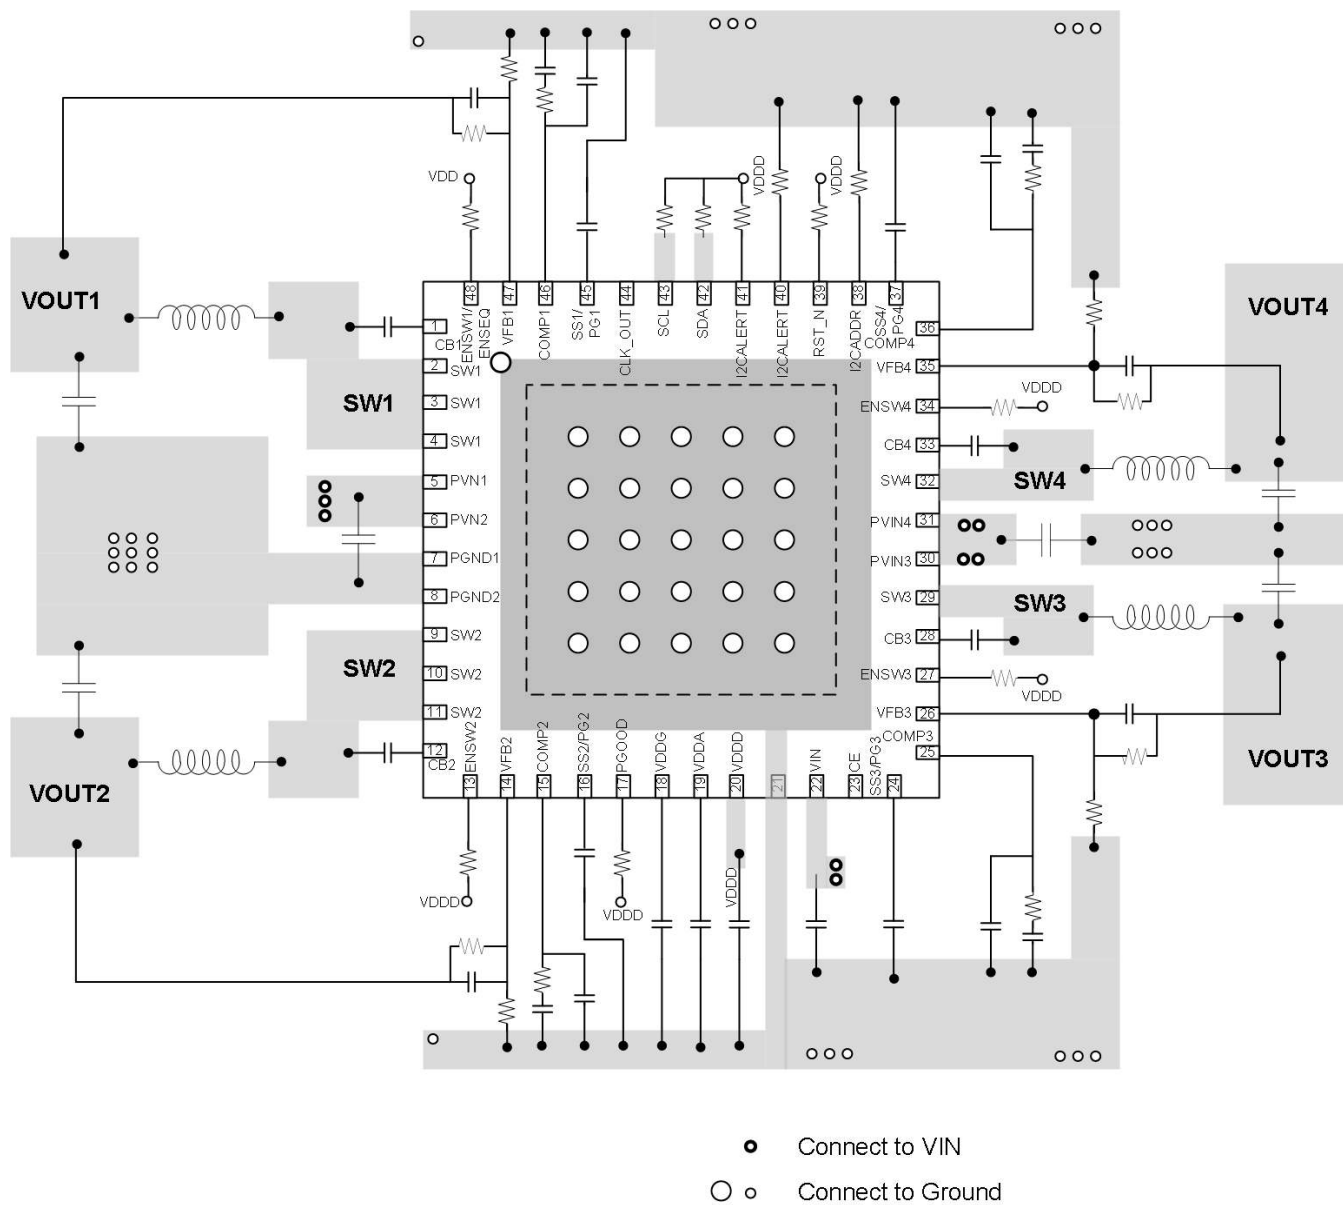 VDD
VDDD
VDDD
VOUT1
VOUT4
48
47
46
45
44
43
42
41
40
39
38
37
ENSW1/
ENSEQ
VFB1
COMP1
SS1/
PG1
CLK_OUT
SCL
SDA
I2CALERT
I2CALERT
RST_N
I2CADDR
SS4/
PG4
1
CB1
2
SW1
3
SW1
4
SW1
5
PVN1
6
PVN2
7
PGND1
8
PGND2
9
SW2
10
SW2
11
SW2
12
CB2
SW1
SW2
36
COMP4
VFB4
35
ENSW4
34
VDDD
CB4
33
SW4
32
SW4
PVIN4
31
PVIN3
30
SW3
29
SW3
CB3
28
ENSW3
27
VDDD
VFB3
26
COMP3
25
VOUT2
VOUT3
ENSW2
VFB2
COMP2
SS2/PG2
PGOOD
VDDG
VDDA
VDDD
VIN
CE
SS3/PG3
13
14
15
16
17
18
19
20
21
22
23
24
VDDD
VDDD
VDDD
Connect to VIN
Connect to Ground